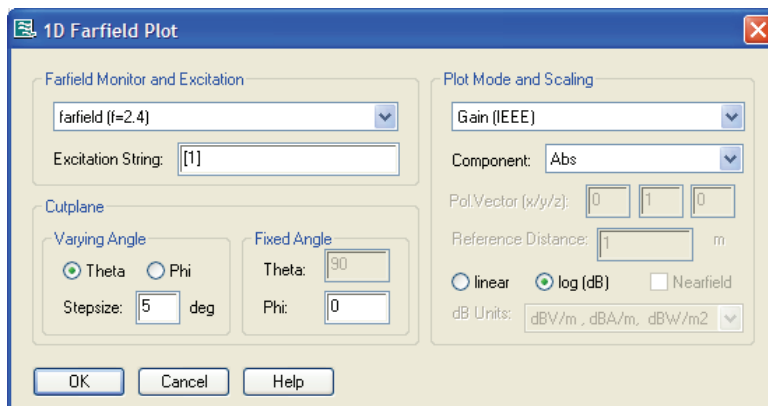 1D Farfield Plot
Farfield Monitor and Excitation
farfield (f=2.4)
Excitation String: [1]
Cutplane
Varying Angle
Theta Phi
Stepsize: 5 deg
Fixed Angle
Theta: 90
Phi: 0
Plot Mode and Scaling
Gain (IEEE)
Component: Abs
Pol.Vector (x/y/z): 0 1 0
Reference Distance: 1 m
linear log (dB) Nearfield
dB Units: dBV/m , dBA/m, dBW/m2
OK Cancel Help